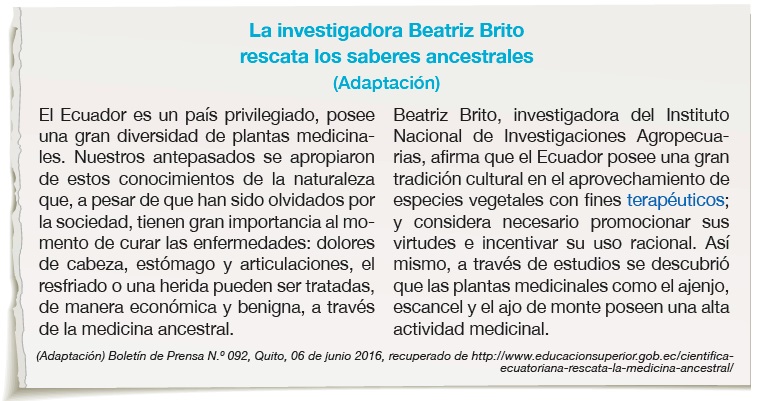 La investigadora Beatriz Brito
rescata los saberes ancestrales
(Adaptación)
El Ecuador es un país privilegiado, posee
una gran diversidad de plantas medicina-
les. Nuestros antepasados se apropiaron
de estos conocimientos de la naturaleza
que, a pesar de que han sido olvidados por
la sociedad, tienen gran importancia al mo-
mento de curar las enfermedades: dolores
de cabeza, estómago y articulaciones, el
resfriado o una herida pueden ser tratadas,
de manera económica y benigna, a través
de la medicina ancestral.
Beatriz Brito, investigadora del Instituto
Nacional de Investigaciones Agropecua-
rias, afirma que el Ecuador posee una gran
tradición cultural en el aprovechamiento de
especies vegetales con fines terapéuticos;
y considera necesario promocionar sus
virtudes e incentivar su uso racional. Así
mismo, a través de estudios se descubrió
que las plantas medicinales como el ajenjo,
escancel y el ajo de monte poseen una alta
actividad medicinal.
(Adaptación) Boletín de Prensa N.º 092, Quito, 06 de junio 2016, recuperado de http://www.educacionsuperior.gob.ec/cientifica-
ecuatoriana-rescata-la-medicina-ancestral/